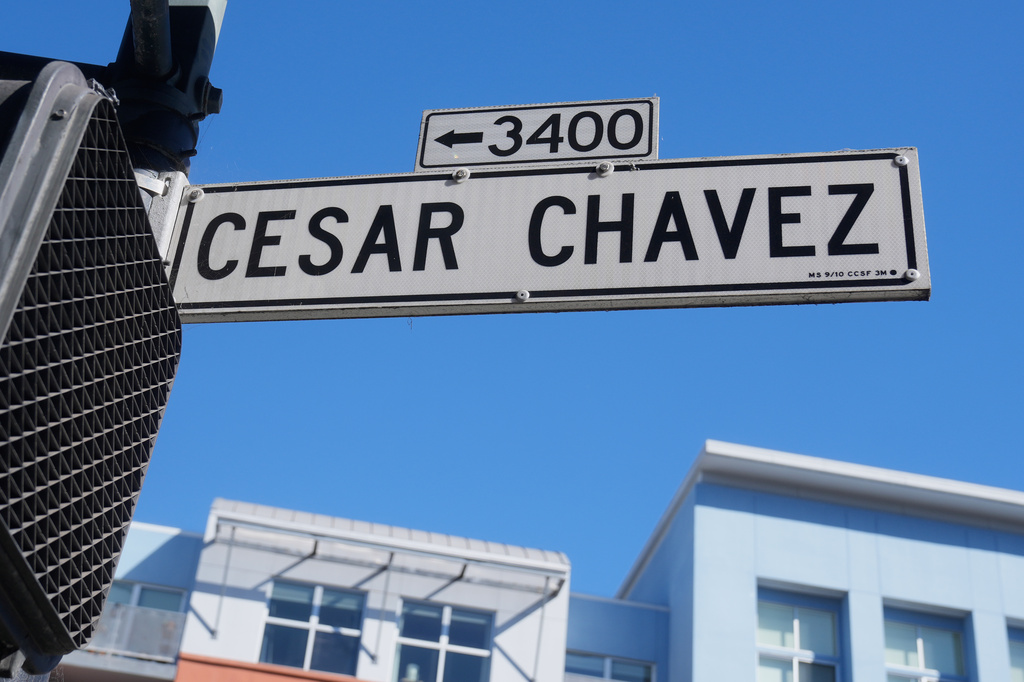 ←3400
CESAR CHAVEZ
MS 9/10 CCSF 3M